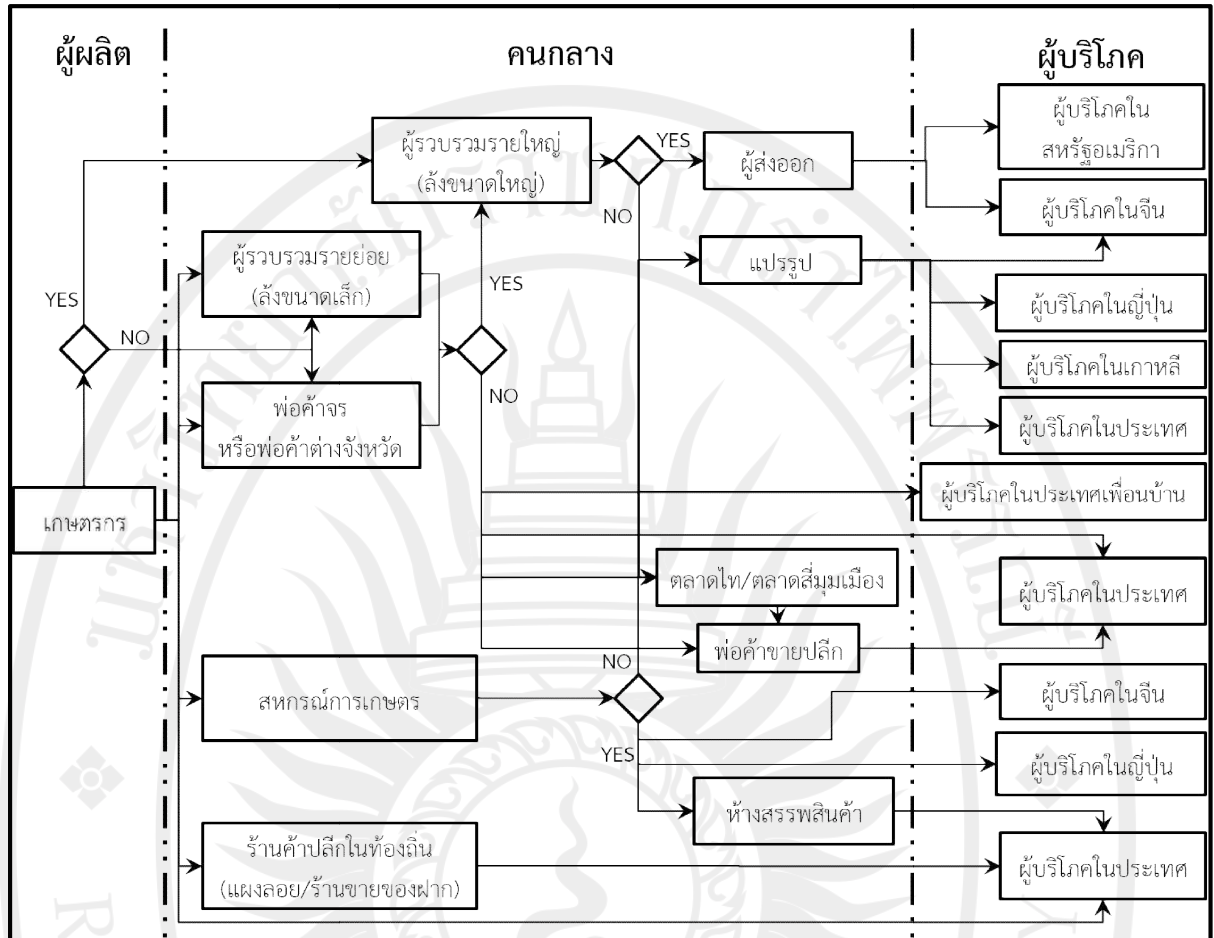 ผู้ผลิต
คนกลาง
ผู้บริโภค
ผู้รวบรวมรายใหญ่
(ล้งขนาดใหญ่)
YES
ผู้ส่งออก
ผู้บริโภคใน
สหรัฐอเมริกา
NO
ผู้บริโภคในจีน
ผู้รวบรวมรายย่อย
(ล้งขนาดเล็ก)
แปรรูป
YES
YES
ผู้บริโภคในญี่ปุ่น
NO
ผู้บริโภคในเกาหลี
NO
พ่อค้าจร
หรือพ่อค้าต่างจังหวัด
ผู้บริโภคในประเทศ
เกษตรกร
ผู้บริโภคในประเทศเพื่อนบ้าน
ตลาดไท/ตลาดสี่มุมเมือง
ผู้บริโภคในประเทศ
พ่อค้าขายปลีก
NO
สหกรณ์การเกษตร
ผู้บริโภคในจีน
YES
ผู้บริโภคในญี่ปุ่น
ห้างสรรพสินค้า
ร้านค้าปลีกในท้องถิ่น
(แผงลอย/ร้านขายของฝาก)
ผู้บริโภคในประเทศ